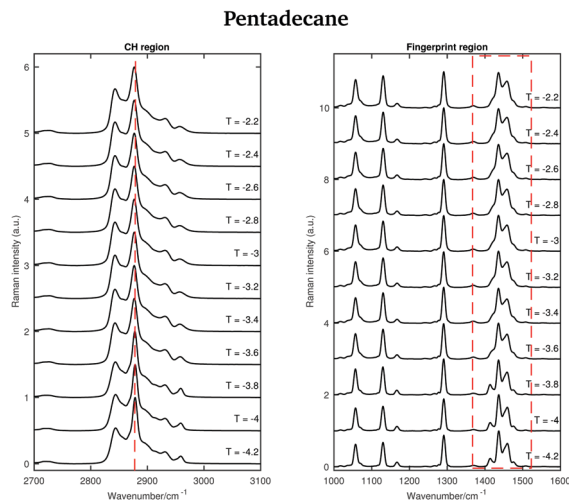 Pentadecane
CH region
6
5
4
3
2
1
0
Raman intensity (a.u.)
T = -2.2
T = -2.4
T = -2.6
T = -2.8
T = -3
T = -3.2
T = -3.4
T = -3.6
T = -3.8
T = -4
T = -4.2
2700 2800 2900 3000 3100
Wavenumber/cm⁻¹
Fingerprint region
10
8
6
4
2
0
Raman intensity (a.u.)
T = -2.2
T = -2.4
T = -2.6
T = -2.8
T = -3
T = -3.2
T = -3.4
T = -3.6
T = -3.8
T = -4
T = -4.2
1000 1100 1200 1300 1400 1500 1600
Wavenumber/cm⁻¹